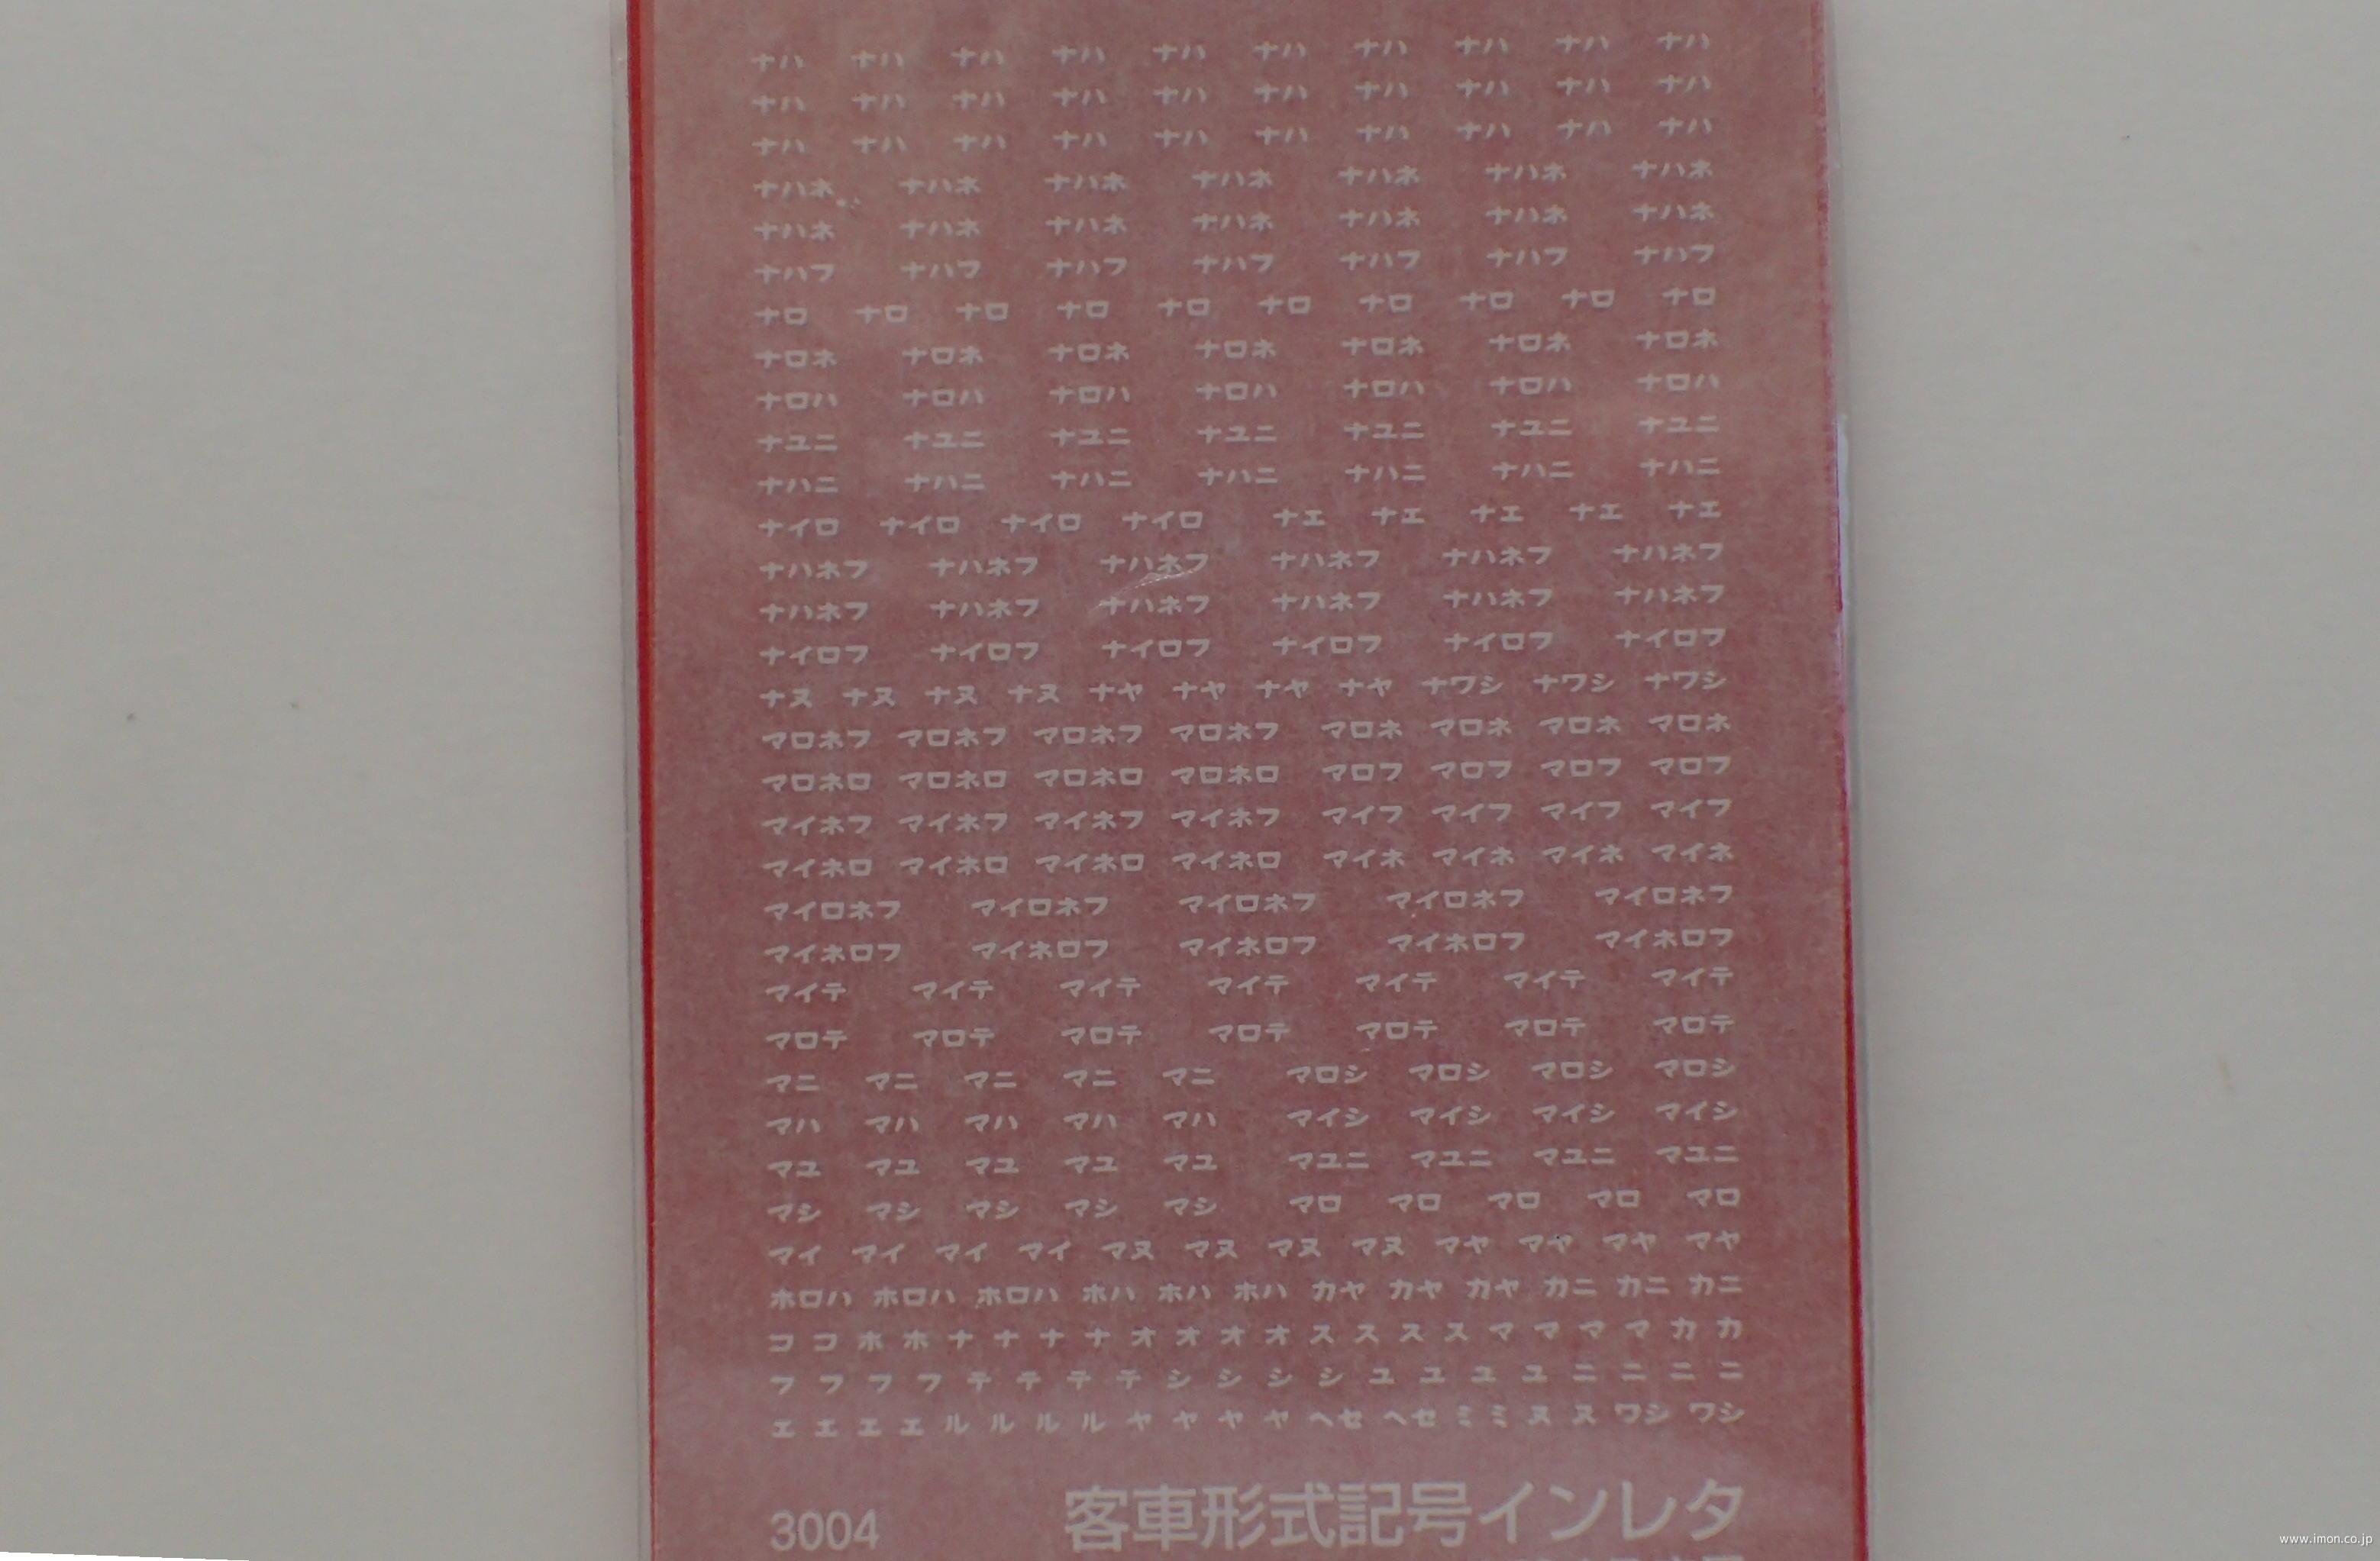 ナハ ナハ ナハ ナハ ナハ ナハ ナハ ナハ ナハ ナハ
ナハ ナハ ナハ ナハ ナハ ナハ ナハ ナハ ナハ ナハ
ナハ ナハ ナハ ナハ ナハ ナハ ナハ ナハ ナハ ナハ
ナハネ ナハネ ナハネ ナハネ ナハネ ナハネ ナハネ
ナハネ ナハネ ナハネ ナハネ ナハネ ナハネ ナハネ
ナハフ ナハフ ナハフ ナハフ ナハフ ナハフ ナハフ
ナロ ナロ ナロ ナロ ナロ ナロ ナロ ナロ ナロ ナロ
ナロネ ナロネ ナロネ ナロネ ナロネ ナロネ ナロネ
ナロハ ナロハ ナロハ ナロハ ナロハ ナロハ ナロハ
ナユニ ナユニ ナユニ ナユニ ナユニ ナユニ ナユニ
ナハニ ナハニ ナハニ ナハニ ナハニ ナハニ ナハニ
ナイロ ナイロ ナイロ ナイロ ナエ ナエ ナエ ナエ ナエ
ナハネフ ナハネフ ナハネフ ナハネフ ナハネフ ナハネフ
ナハネフ ナハネフ ナハネフ ナハネフ ナハネフ ナハネフ
ナイロフ ナイロフ ナイロフ ナイロフ ナイロフ ナイロフ
ナヌ ナヌ ナヌ ナヌ ナヤ ナヤ ナヤ ナヤ ナワシ ナワシ ナワシ
マロネフ マロネフ マロネフ マロネフ マロネ マロネ マロネ マロネ
マロネロ マロネロ マロネロ マロネロ マロフ マロフ マロフ マロフ
マイネフ マイネフ マイネフ マイネフ マイフ マイフ マイフ マイフ
マイネロ マイネロ マイネロ マイネロ マイネ マイネ マイネ マイネ
マイロネフ マイロネフ マイロネフ マイロネフ マイロネフ
マイネロフ マイネロフ マイネロフ マイネロフ マイネロフ
マイテ マイテ マイテ マイテ マイテ マイテ マイテ
マロテ マロテ マロテ マロテ マロテ マロテ マロテ
マニ マニ マニ マニ マニ マロシ マロシ マロシ マロシ
マハ マハ マハ マハ マハ マイシ マイシ マイシ マイシ
マユ マユ マユ マユ マユ マユニ マユニ マユニ マユニ
マシ マシ マシ マシ マシ マロ マロ マロ マロ マロ
マイ マイ マイ マイ マヌ マヌ マヌ マヌ マヤ マヤ マヤ マヤ
ホロハ ホロハ ホロハ ホハ ホハ ホハ カヤ カヤ カヤ カニ カニ カニ
コ コ ホ ホ ナ ナ ナ ナ オ オ オ オ ス ス ス ス マ マ マ マ カ カ
フ フ フ フ テ テ テ テ シ シ シ シ ユ ユ ユ ユ ニ ニ ニ ニ
エ エ エ エ ル ル ル ル ヤ ヤ ヤ ヤ ヘセ ヘセ ミ ミ ヌ ヌ ワシ ワシ
3004 客車形式記号インレタ
www.imon.co.jp